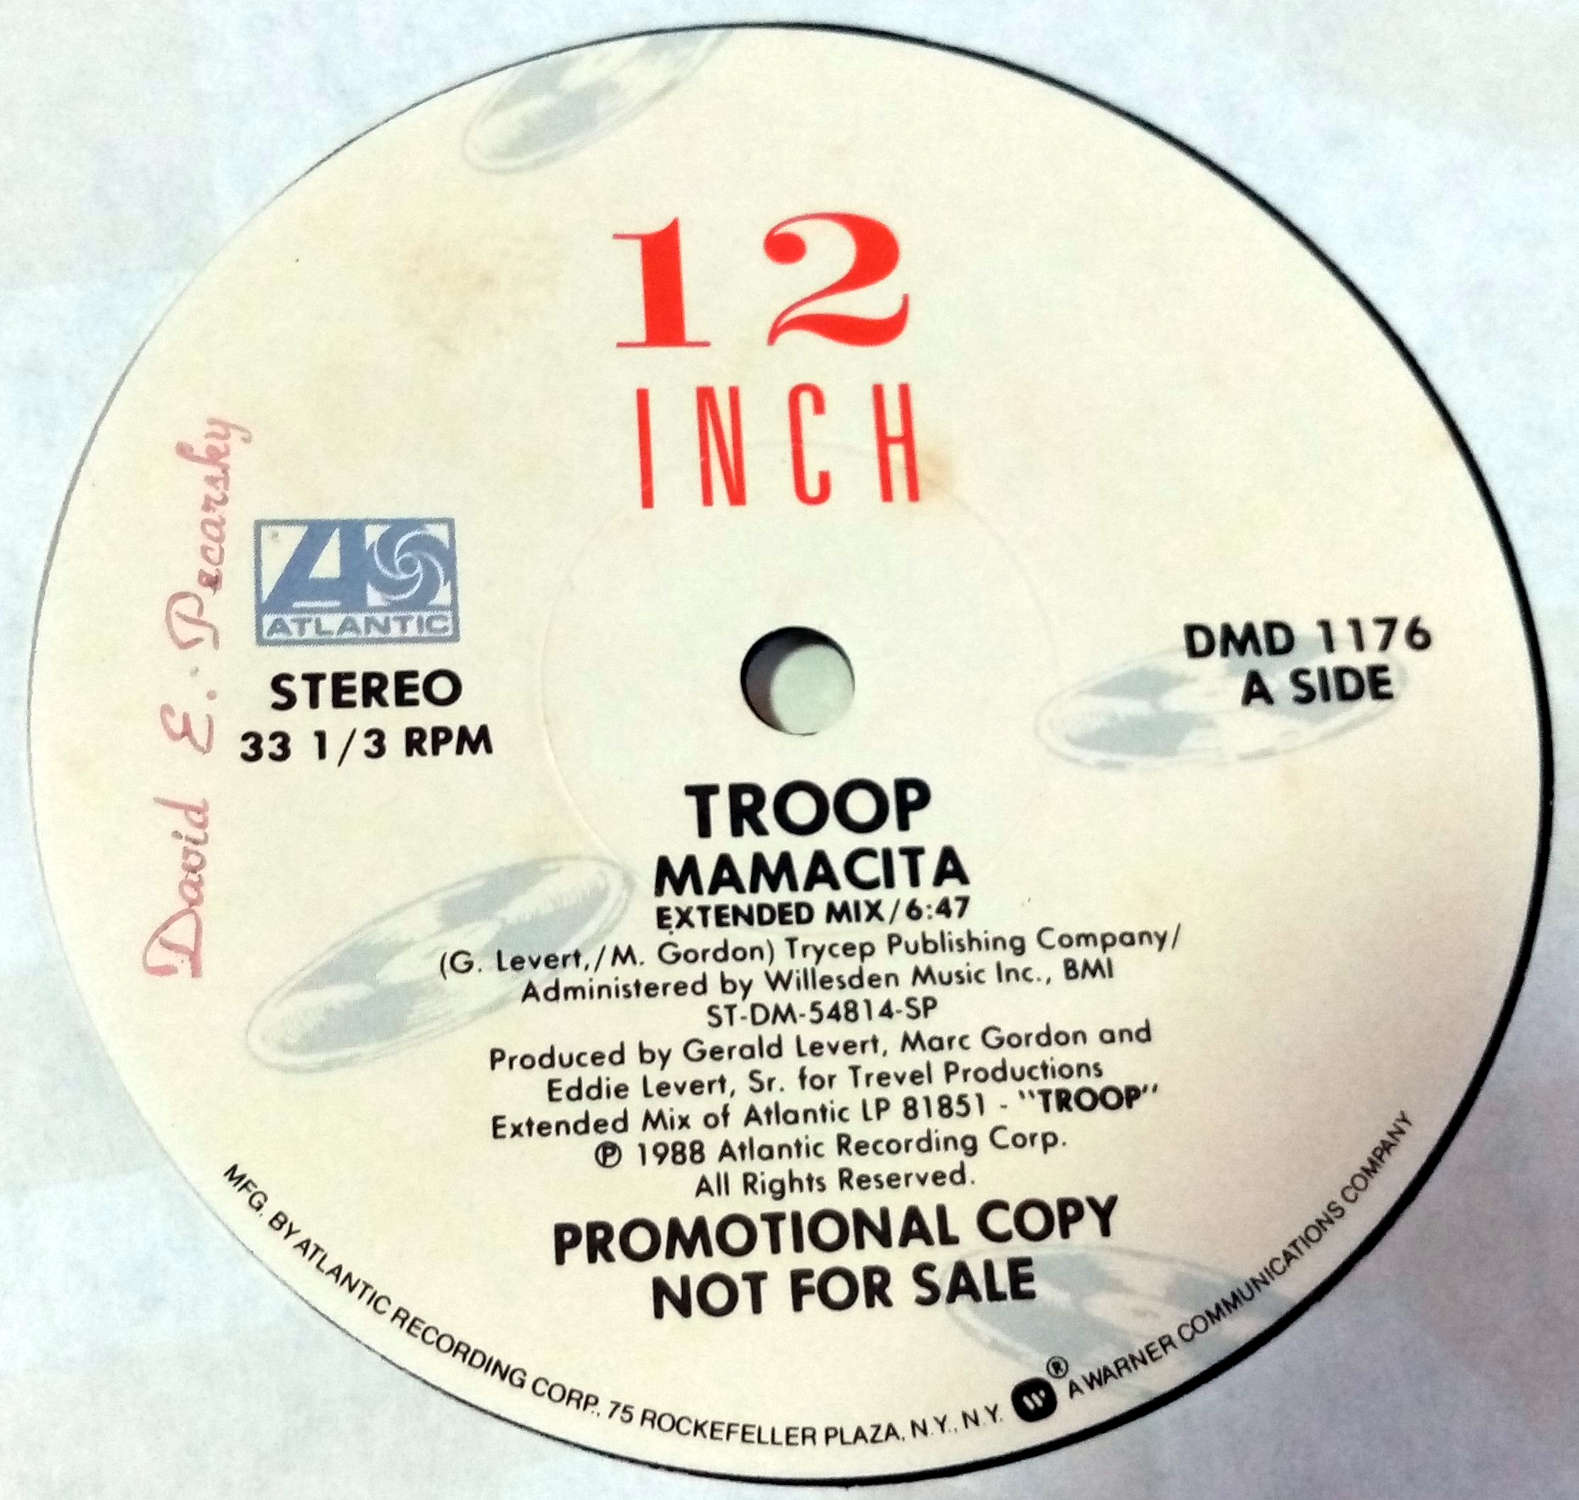 12
INCH
David E. Pecarsky
ATLANTIC
STEREO
33 1/3 RPM
DMD 1176
A SIDE
TROOP
MAMACITA
EXTENDED MIX/6:47
(G. Levert,/M. Gordon) Trycep Publishing Company/
Administered by Willesden Music Inc., BMI
ST-DM-54814-SP
Produced by Gerald Levert, Marc Gordon and
Eddie Levert, Sr. for Trevel Productions
Extended Mix of Atlantic LP 81851 - "TROOP"
℗ 1988 Atlantic Recording Corp.
All Rights Reserved.
PROMOTIONAL COPY
NOT FOR SALE
MFG. BY ATLANTIC RECORDING CORP., 75 ROCKEFELLER PLAZA, N.Y., N.Y. ® A WARNER COMMUNICATIONS COMPANY